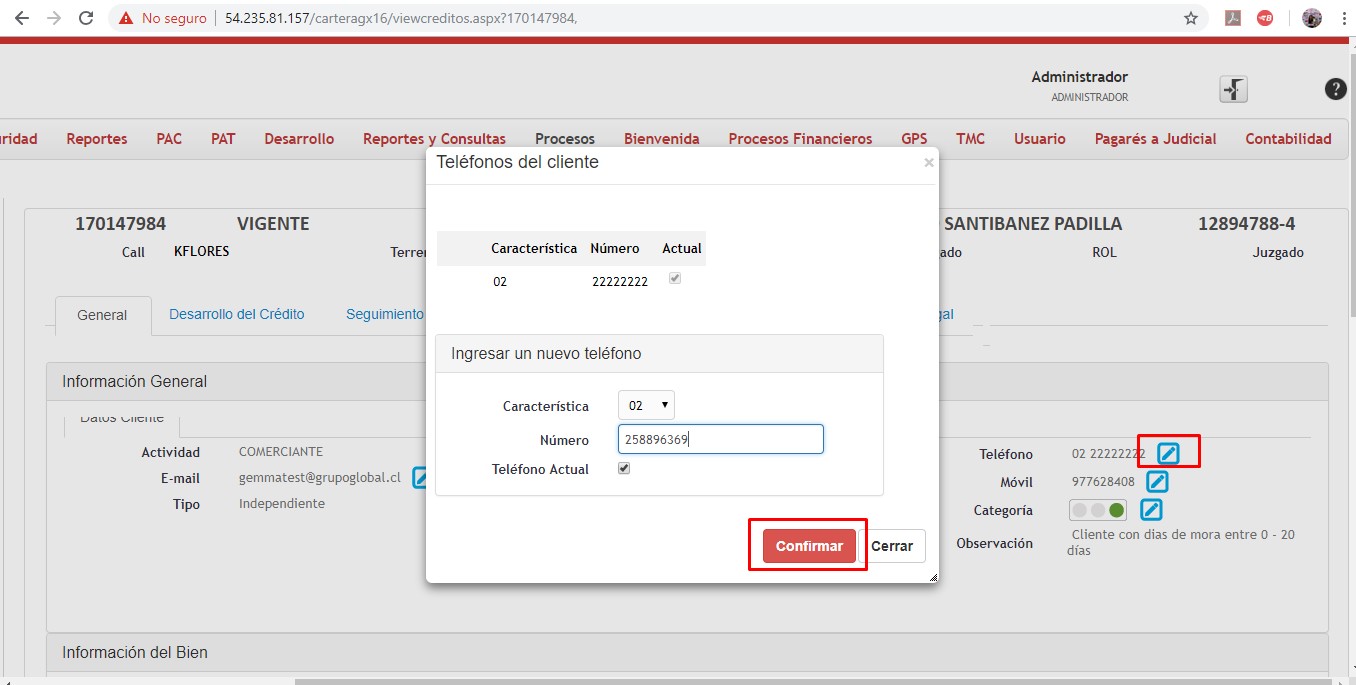 No seguro 54.235.81.157/carteragx16/viewcreditos.aspx?170147984,
Administrador
ADMINISTRADOR
?
Reportes PAC PAT Desarrollo Reportes y Consultas Procesos Bienvenida Procesos Financieros GPS TMC Usuario Pagarés a Judicial Contabilidad
Teléfonos del cliente ×
170147984 VIGENTE SANTIBANEZ PADILLA 12894788-4
Call KFLORES ROL Juzgado
Característica Número Actual
02 22222222
General Desarrollo del Crédito Seguimiento
Ingresar un nuevo teléfono
Información General
Característica 02
Datos Cliente
Número 258896369
Teléfono Actual
Actividad COMERCIANTE
E-mail gemmatest@grupoglobal.cl
Tipo Independiente
Teléfono 02 22222222
Móvil 977628408
Categoría
Observación Cliente con dias de mora entre 0 - 20
días
Confirmar Cerrar
Información del Bien